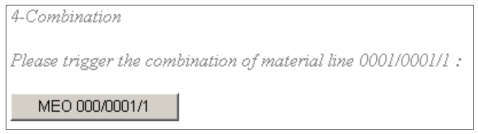 4-Combination
Please trigger the combination of material line 0001/0001/1 :
MEO 000/0001/1